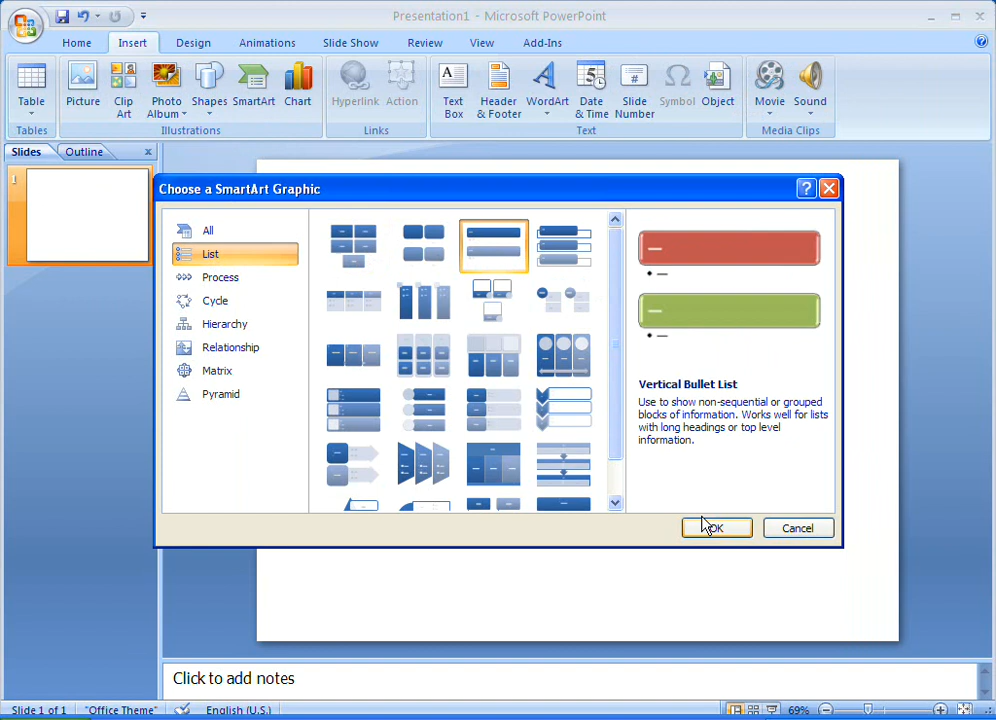 Presentation1 - Microsoft PowerPoint
Home Insert Design Animations Slide Show Review View Add-Ins
Table Picture Clip Art Photo Album Shapes SmartArt Chart Hyperlink Action Text Box Header & Footer WordArt Date & Time Slide Number Symbol Object Movie Sound
Tables Illustrations Links Text Media Clips
Slides Outline
1
Choose a SmartArt Graphic
All
List
Process
Cycle
Hierarchy
Relationship
Matrix
Pyramid
Vertical Bullet List
Use to show non-sequential or grouped
blocks of information. Works well for lists
with long headings or top level
information.
OK Cancel
Click to add notes
Slide 1 of 1 "Office Theme" English (U.S.) 69%